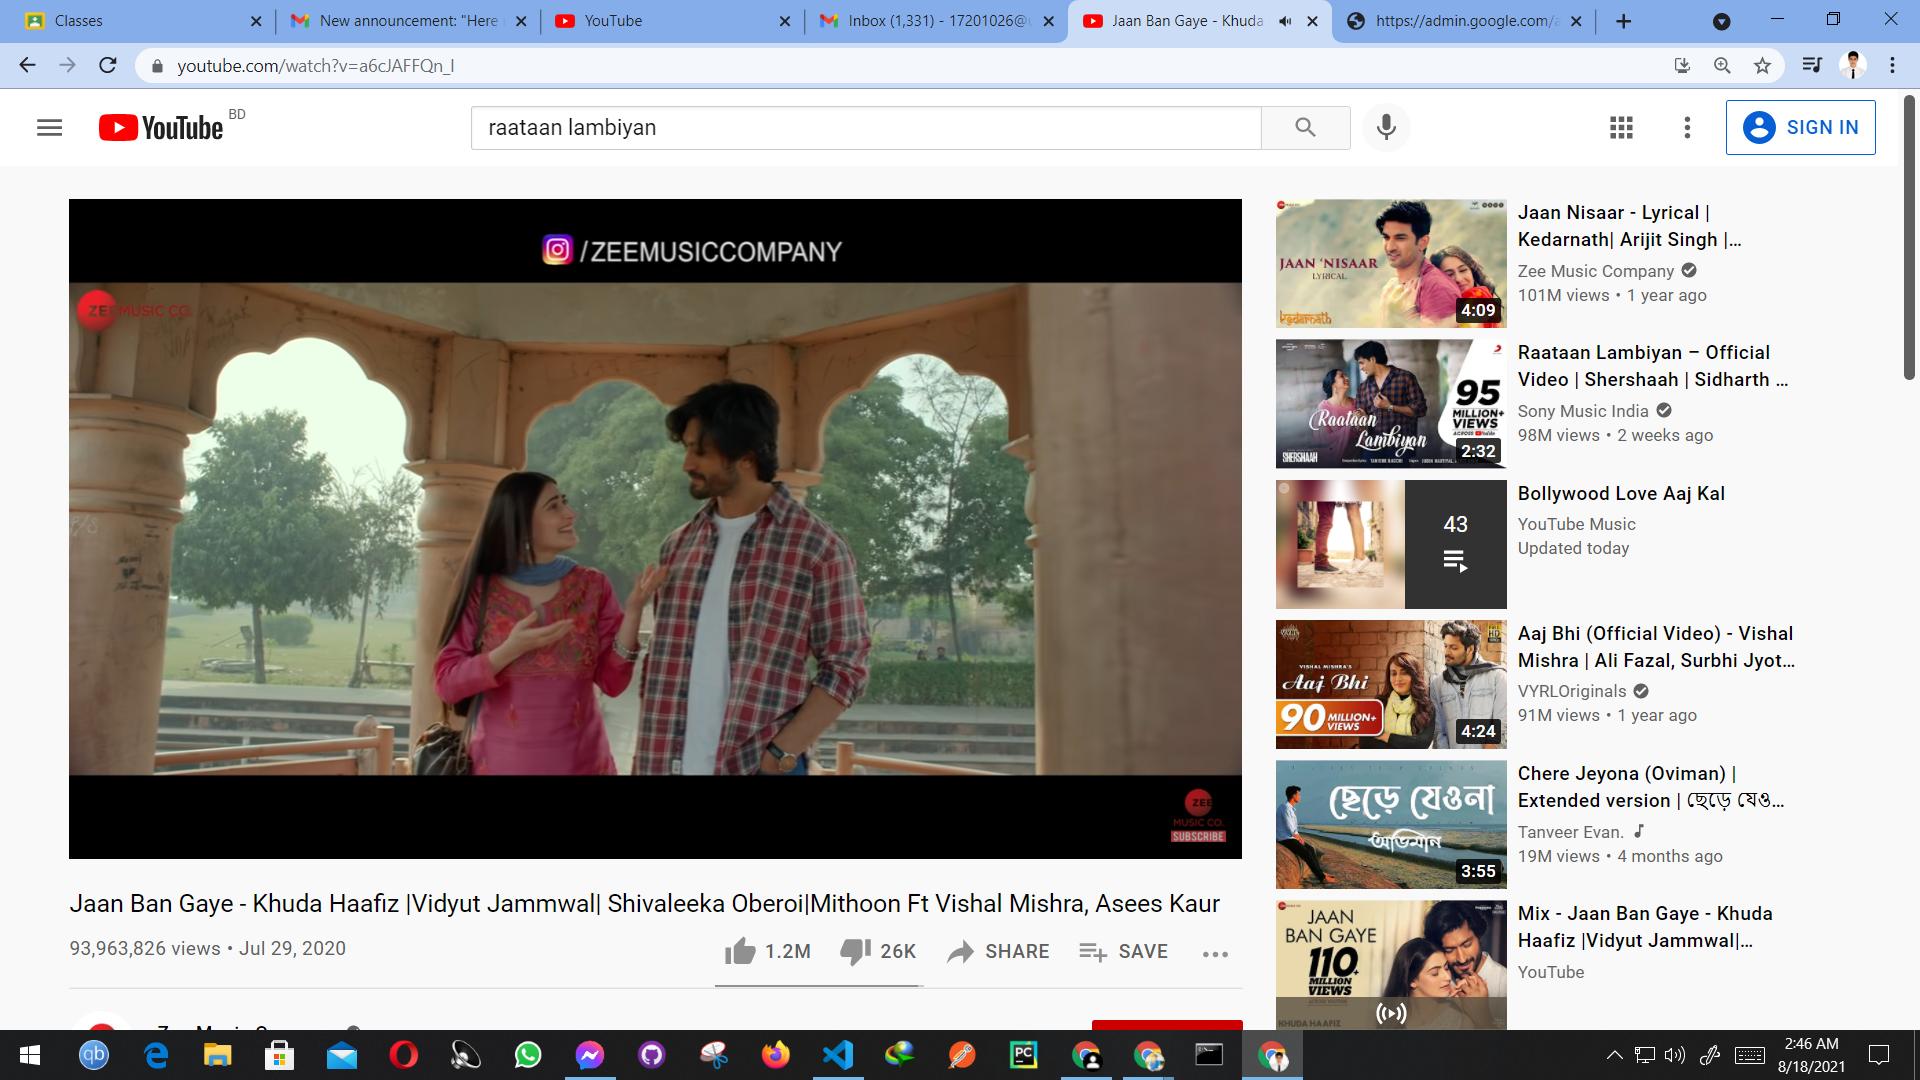 Classes
New announcement: "Here
YouTube
Inbox (1,331) - 17201026@
Jaan Ban Gaye - Khuda
https://admin.google.com/a
youtube.com/watch?v=a6cJAFFQn_I
YouTube BD
raataan lambiyan
SIGN IN
/ZEEMUSICCOMPANY
ZEE MUSIC CO.
ZEE
MUSIC CO.
SUBSCRIBE
Jaan Ban Gaye - Khuda Haafiz |Vidyut Jammwal| Shivaleeka Oberoi|Mithoon Ft Vishal Mishra, Asees Kaur
93,963,826 views • Jul 29, 2020
1.2M
26K
SHARE
SAVE
JAAN 'NISAAR
LYRICAL
kedarnath
4:09
Jaan Nisaar - Lyrical |
Kedarnath| Arijit Singh |...
Zee Music Company
101M views • 1 year ago
Raataan
Lambiyan
SHERSHAAH
95
MILLION+
VIEWS
2:32
Raataan Lambiyan – Official
Video | Shershaah | Sidharth ...
Sony Music India
98M views • 2 weeks ago
43
Bollywood Love Aaj Kal
YouTube Music
Updated today
VISHAL MISHRA'S
Aaj Bhi
90 MILLION+
VIEWS
4:24
Aaj Bhi (Official Video) - Vishal
Mishra | Ali Fazal, Surbhi Jyot...
VYRLOriginals
91M views • 1 year ago
ছেড়ে যেওনা
অভিমান
3:55
Chere Jeyona (Oviman) |
Extended version | ছেড়ে যেও...
Tanveer Evan.
19M views • 4 months ago
JAAN
BAN GAYE
110+
MILLION
VIEWS
KHUDA HAAFIZ
Mix - Jaan Ban Gaye - Khuda
Haafiz |Vidyut Jammwal|...
YouTube
qb
PC
2:46 AM
8/18/2021